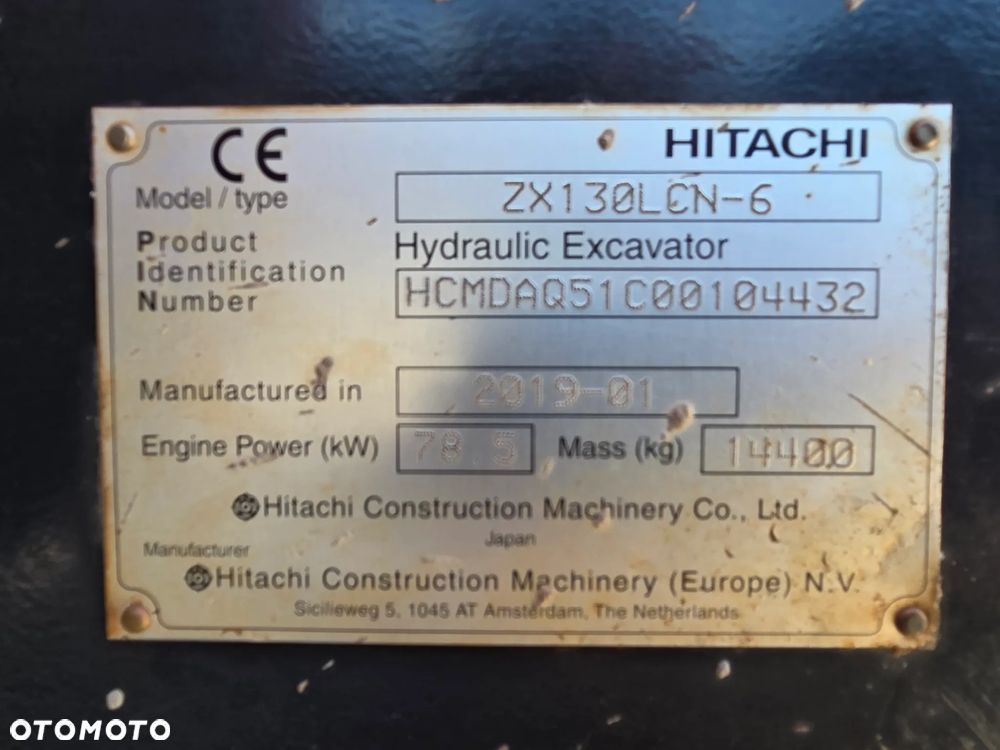 CE HITACHI
Model / type ZX130LCN-6
Product Hydraulic Excavator
Identification
Number HCMDAQ51C00104432
Manufactured in 2019-01
Engine Power (kW) 78.5 Mass (kg) 14400
Hitachi Construction Machinery Co., Ltd.
Japan
Manufacturer
Hitachi Construction Machinery (Europe) N.V.
Sicilieweg 5, 1045 AT Amsterdam, The Netherlands
OTOMOTO